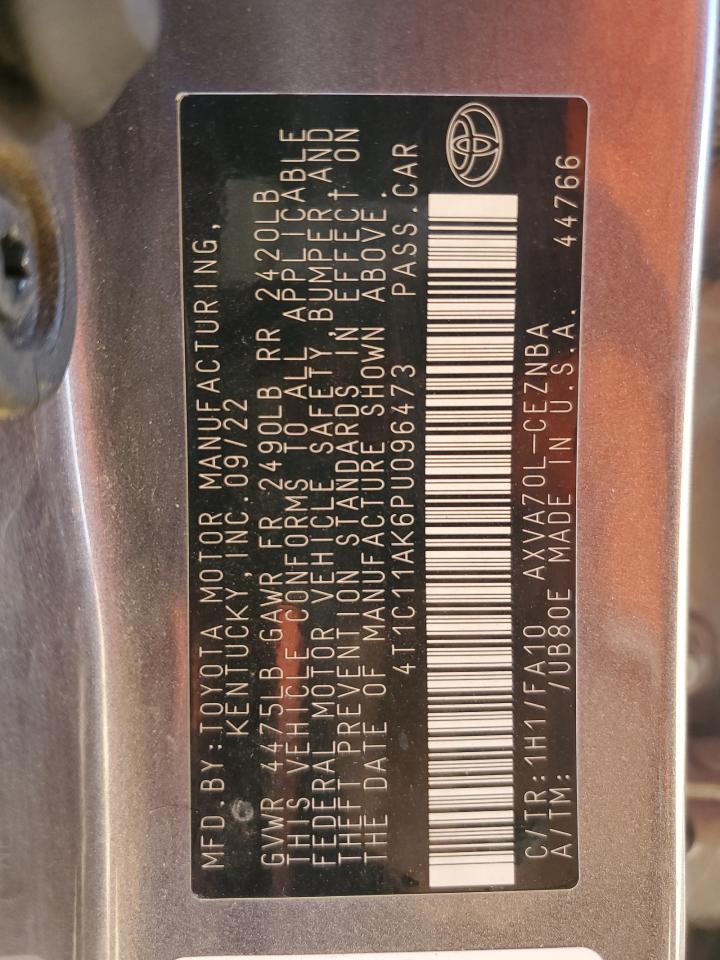 MFD.BY:TOYOTA MOTOR MANUFACTURING,
KENTUCKY,INC.09/22
GVWR 4475LB GAWR FR 2490LB RR 2420LB
THIS VEHICLE CONFORMS TO ALL APPLICABLE
FEDERAL MOTOR VEHICLE SAFETY,BUMPER,AND
THEFT PREVENTION STANDARDS IN EFFECT ON
THE DATE OF MANUFACTURE SHOWN ABOVE.
4T1C11AK6PU096473 PASS.CAR
C/TR:1H1/FA10 AXVA70L-CEZNBA
A/TM: /UB80E MADE IN U.S.A. 44766